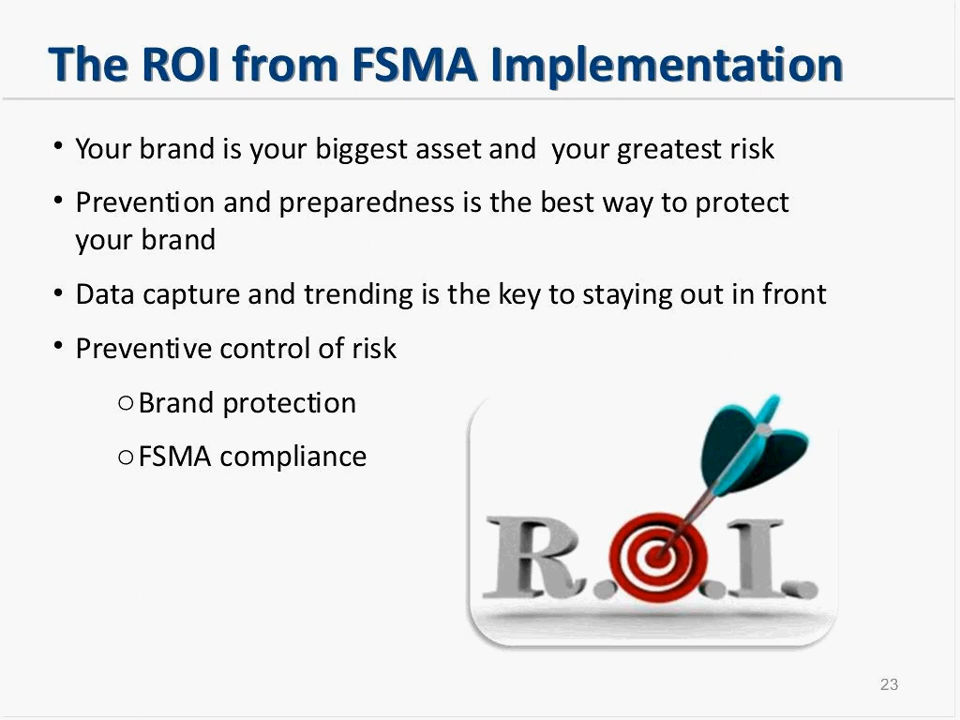 The ROI from FSMA Implementation
• Your brand is your biggest asset and  your greatest risk
• Prevention and preparedness is the best way to protect
your brand
• Data capture and trending is the key to staying out in front
• Preventive control of risk
○Brand protection
○FSMA compliance
R.O.I.
23